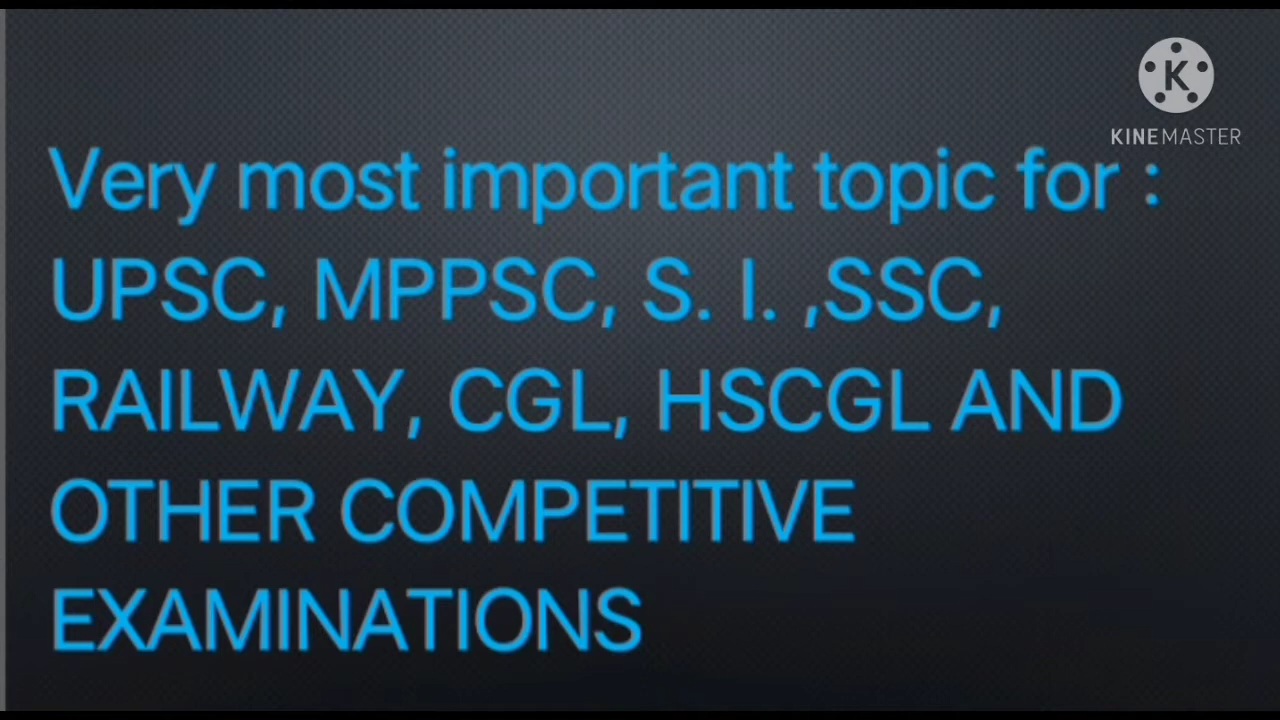 K
KINEMASTER
Very most important topic for :
UPSC, MPPSC, S. I. ,SSC,
RAILWAY, CGL, HSCGL AND
OTHER COMPETITIVE
EXAMINATIONS